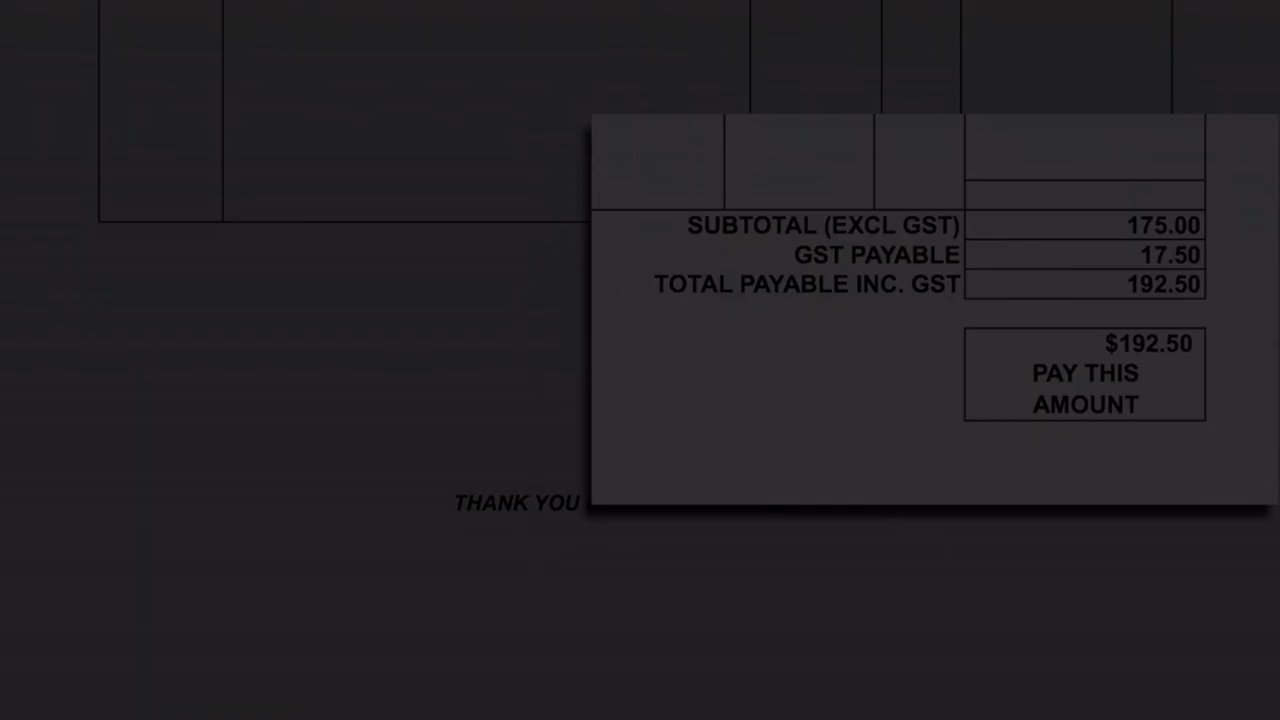 SUBTOTAL (EXCL GST) 175.00
GST PAYABLE 17.50
TOTAL PAYABLE INC. GST 192.50
$192.50
PAY THIS
AMOUNT
THANK YOU